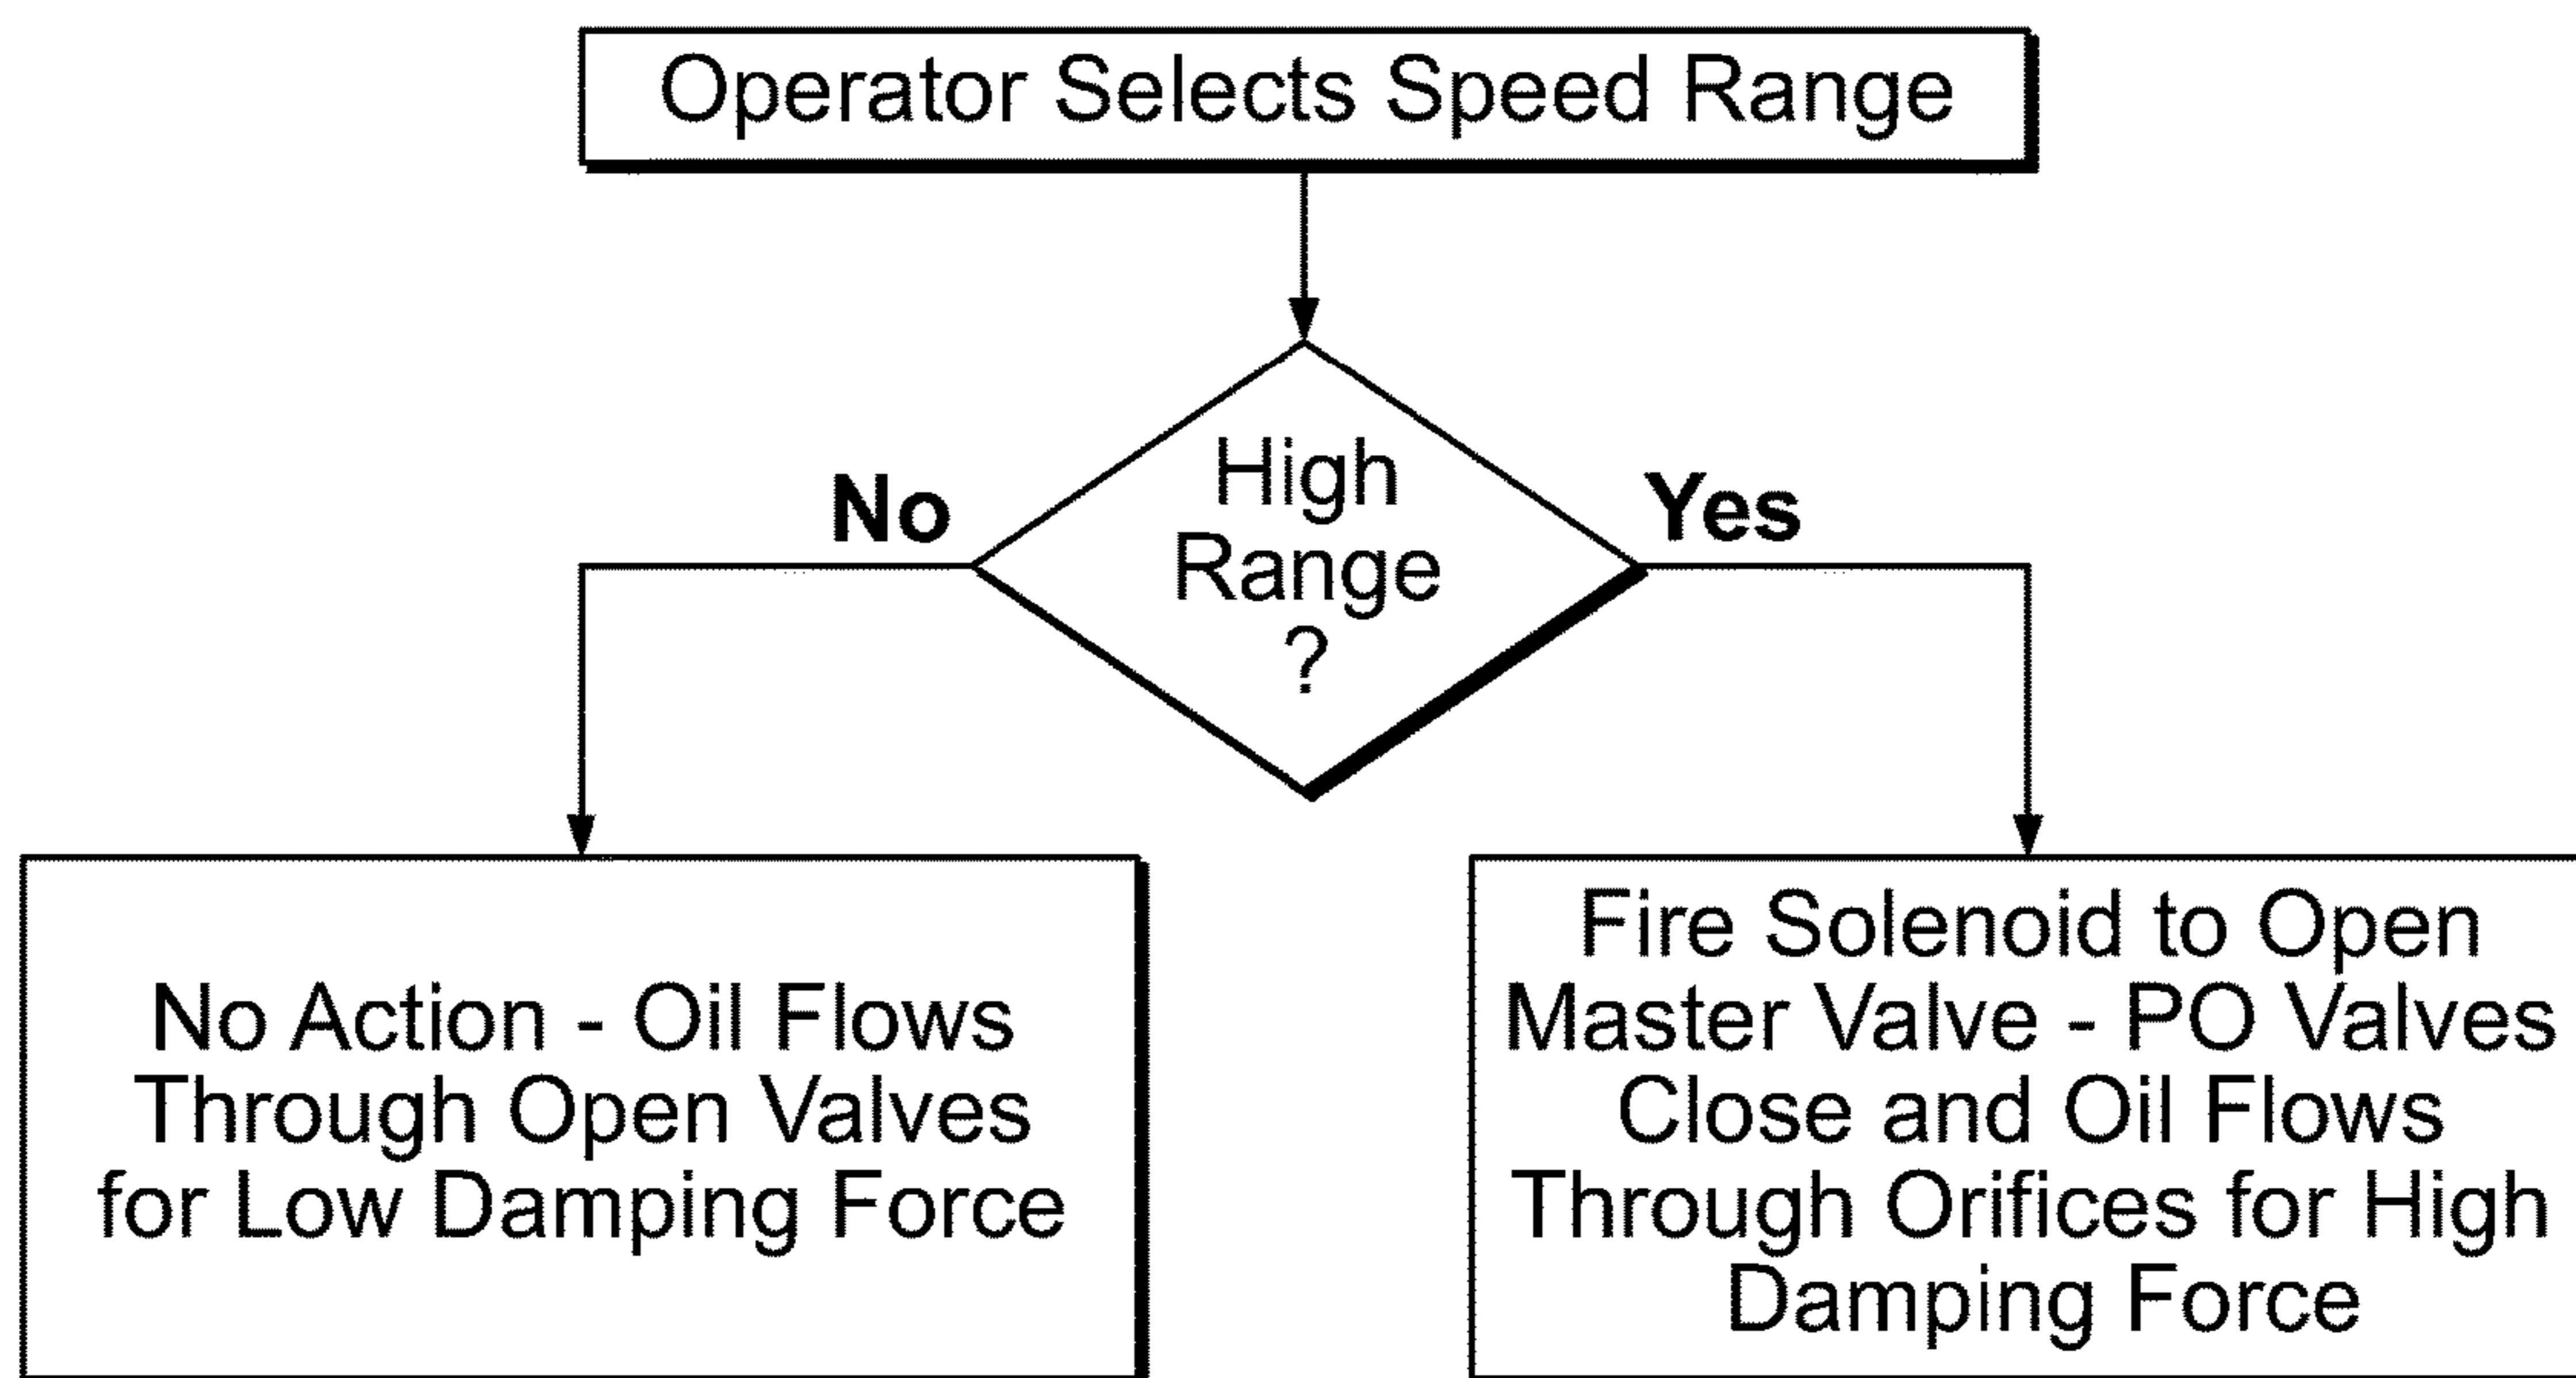 Operator Selects Speed Range
High
Range
?
No
Yes
No Action - Oil Flows
Through Open Valves
for Low Damping Force
Fire Solenoid to Open
Master Valve - PO Valves
Close and Oil Flows
Through Orifices for High
Damping Force